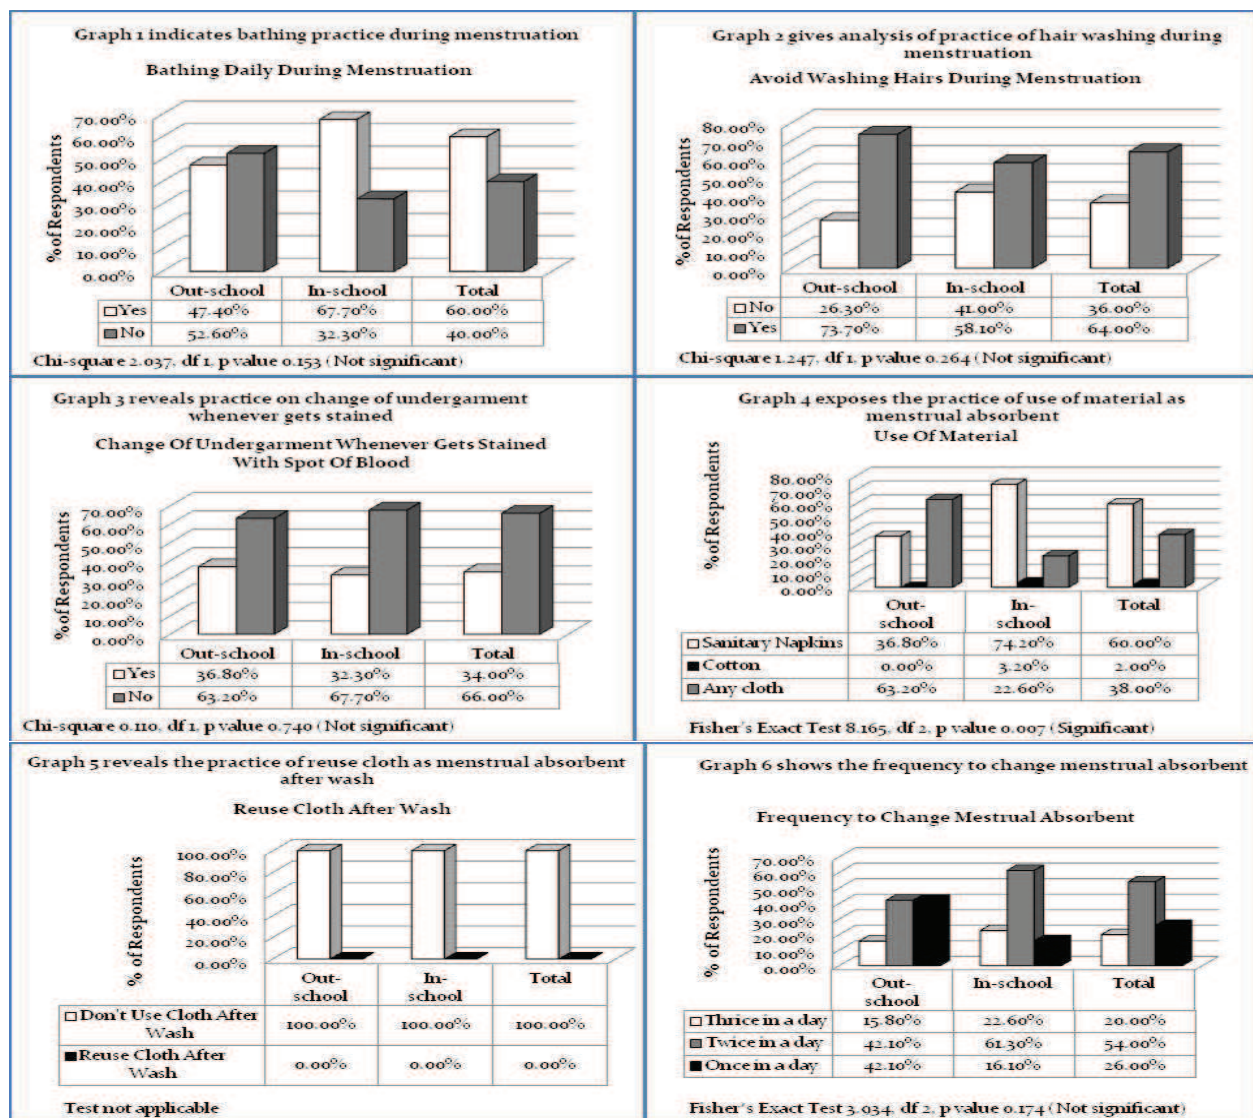 Graph 1 indicates bathing practice during menstruation
Bathing Daily During Menstruation
% of Respondents
70.00%
60.00%
50.00%
40.00%
30.00%
20.00%
10.00%
0.00%
Out-school In-school Total
Yes 47.40% 67.70% 60.00%
No 52.60% 32.30% 40.00%
Chi-square 2.037, df 1, p value 0.153 (Not significant)
Graph 2 gives analysis of practice of hair washing during
menstruation
Avoid Washing Hairs During Menstruation
% of Respondents
80.00%
70.00%
60.00%
50.00%
40.00%
30.00%
20.00%
10.00%
0.00%
Out-school In-school Total
No 26.30% 41.00% 36.00%
Yes 73.70% 58.10% 64.00%
Chi-square 1.247, df 1, p value 0.264 (Not significant)
Graph 3 reveals practice on change of undergarment
whenever gets stained
Change Of Undergarment Whenever Gets Stained
With Spot Of Blood
% of Respondents
70.00%
60.00%
50.00%
40.00%
30.00%
20.00%
10.00%
0.00%
Out-school In-school Total
Yes 36.80% 32.30% 34.00%
No 63.20% 67.70% 66.00%
Chi-square 0.110, df 1, p value 0.740 (Not significant)
Graph 4 exposes the practice of use of material as
menstrual absorbent
Use Of Material
% of Respondents
80.00%
70.00%
60.00%
50.00%
40.00%
30.00%
20.00%
10.00%
0.00%
Out-
school
In-
school
Total
Sanitary Napkins 36.80% 74.20% 60.00%
Cotton 0.00% 3.20% 2.00%
Any cloth 63.20% 22.60% 38.00%
Fisher's Exact Test 8.165, df 2, p value 0.007 (Significant)
Graph 5 reveals the practice of reuse cloth as menstrual absorbent
after wash
Reuse Cloth After Wash
% of Respondents
100.00%
80.00%
60.00%
40.00%
20.00%
0.00%
Out-
school
In-
school
Total
Don't Use Cloth After
Wash
100.00% 100.00% 100.00%
Reuse Cloth After
Wash
0.00% 0.00% 0.00%
Test not applicable
Graph 6 shows the frequency to change menstrual absorbent
Frequency to Change Mestrual Absorbent
% of Respondents
70.00%
60.00%
50.00%
40.00%
30.00%
20.00%
10.00%
0.00%
Out-
school
In-school Total
Thrice in a day 15.80% 22.60% 20.00%
Twice in a day 42.10% 61.30% 54.00%
Once in a day 42.10% 16.10% 26.00%
Fisher's Exact Test 3.034, df 2, p value 0.174 (Not significant)